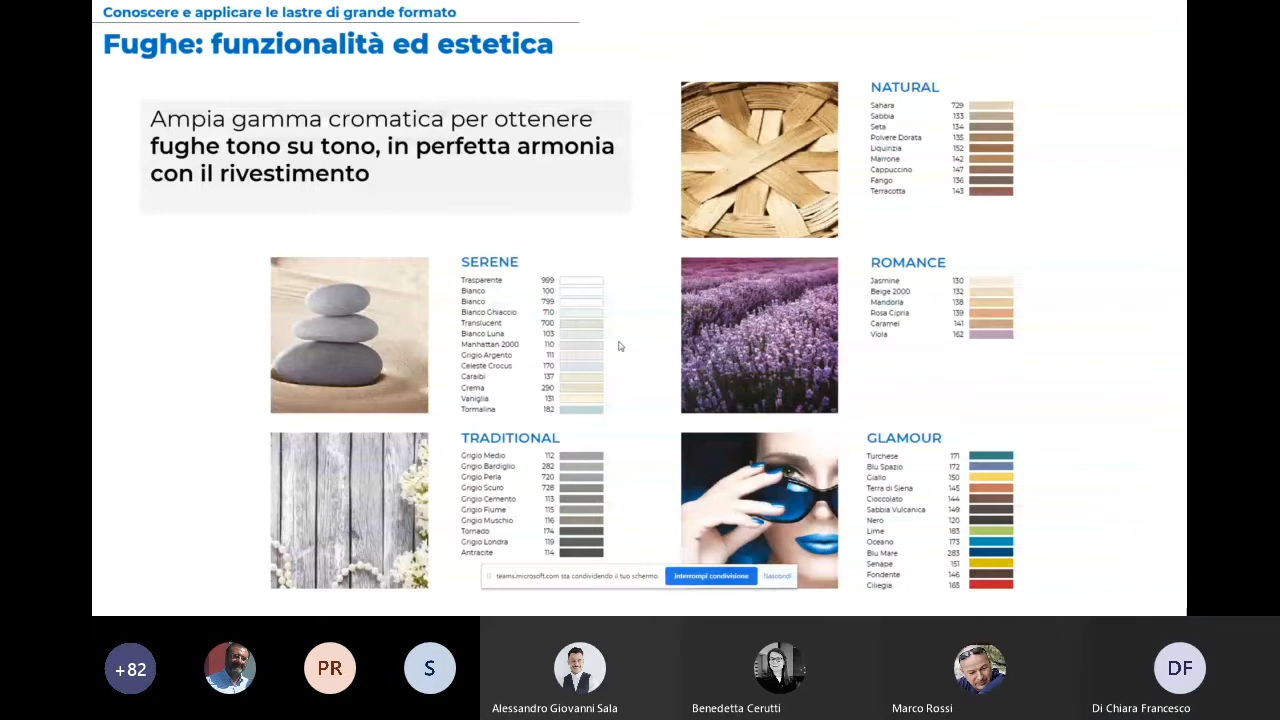 Conoscere e applicare le lastre di grande formato
Fughe: funzionalità ed estetica
Ampia gamma cromatica per ottenere
fughe tono su tono, in perfetta armonia
con il rivestimento
NATURAL
Sahara 729
Sabbia 133
Seta 134
Polvere Dorata 135
Liquirizia 152
Marrone 142
Cappuccino 147
Fango 136
Terracotta 143
SERENE
Trasparente 999
Bianco 100
Bianco 799
Bianco Ghiaccio 710
Translucent 700
Bianco Luna 103
Manhattan 2000 110
Grigio Argento 111
Celeste Crocus 170
Caraibi 137
Crema 290
Vaniglia 131
Tormalina 182
ROMANCE
Jasmine 130
Beige 2000 132
Mandorla 138
Rosa Cipria 139
Caramel 141
Viola 162
TRADITIONAL
Grigio Medio 112
Grigio Bardiglio 282
Grigio Perla 720
Grigio Scuro 728
Grigio Cemento 113
Grigio Fiume 115
Grigio Muschio 116
Tornado 174
Grigio Londra 119
Antracite 114
GLAMOUR
Turchese 171
Blu Spazio 172
Giallo 150
Terra di Siena 145
Cioccolato 144
Sabbia Vulcanica 149
Nero 120
Lime 183
Oceano 173
Blu Mare 283
Senape 151
Fondente 146
Ciliegia 165
teams.microsoft.com sta condividendo il tuo schermo. Interrompi condivisione Nascondi
+82
PR
S
DF
Alessandro Giovanni Sala
Benedetta Cerutti
Marco Rossi
Di Chiara Francesco